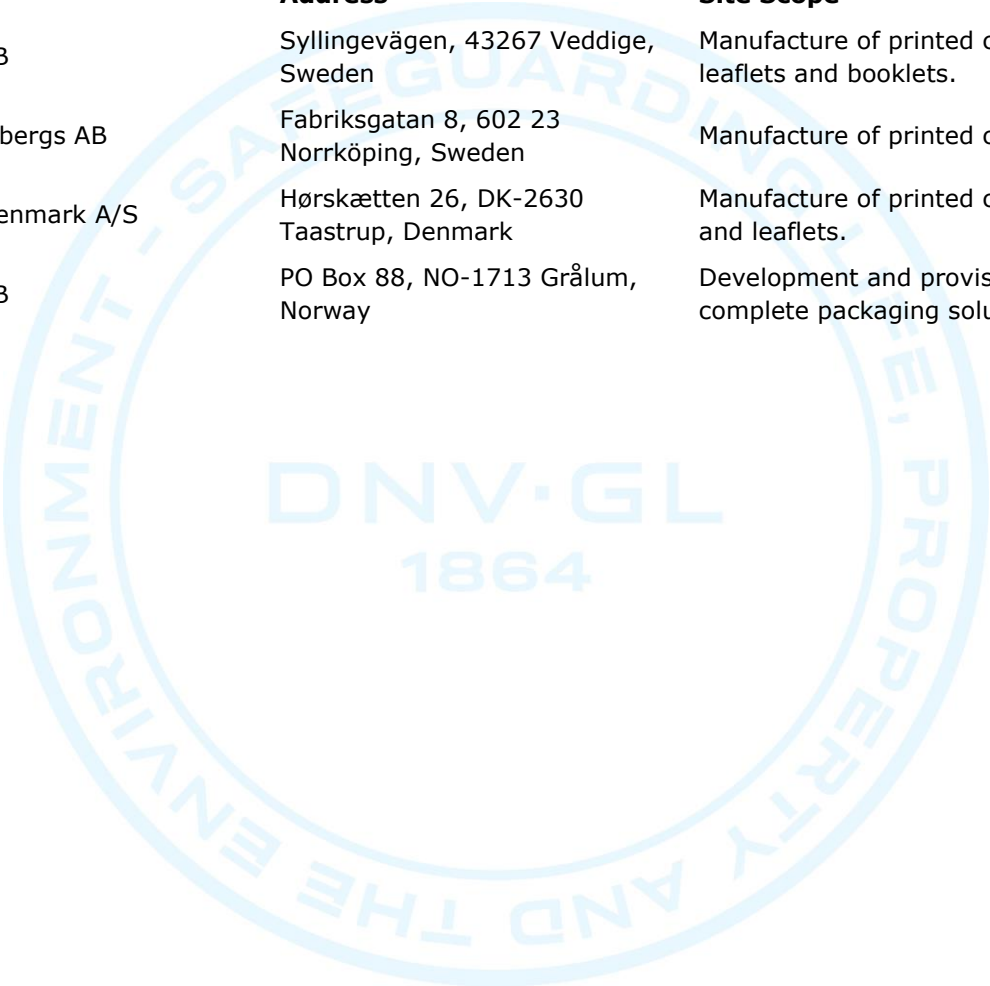 Address
Site Scope
B
Syllingevägen, 43267 Veddige,
Sweden
Manufacture of printed c
leaflets and booklets.
bergs AB
Fabriksgatan 8, 602 23
Norrköping, Sweden
Manufacture of printed c
enmark A/S
Hørskætten 26, DK-2630
Taastrup, Denmark
Manufacture of printed c
and leaflets.
B
PO Box 88, NO-1713 Grålum,
Norway
Development and provis
complete packaging solu
SAFEGUARDING LIFE, PROPERTY AND THE ENVIRONMENT -
DNV·GL
1864